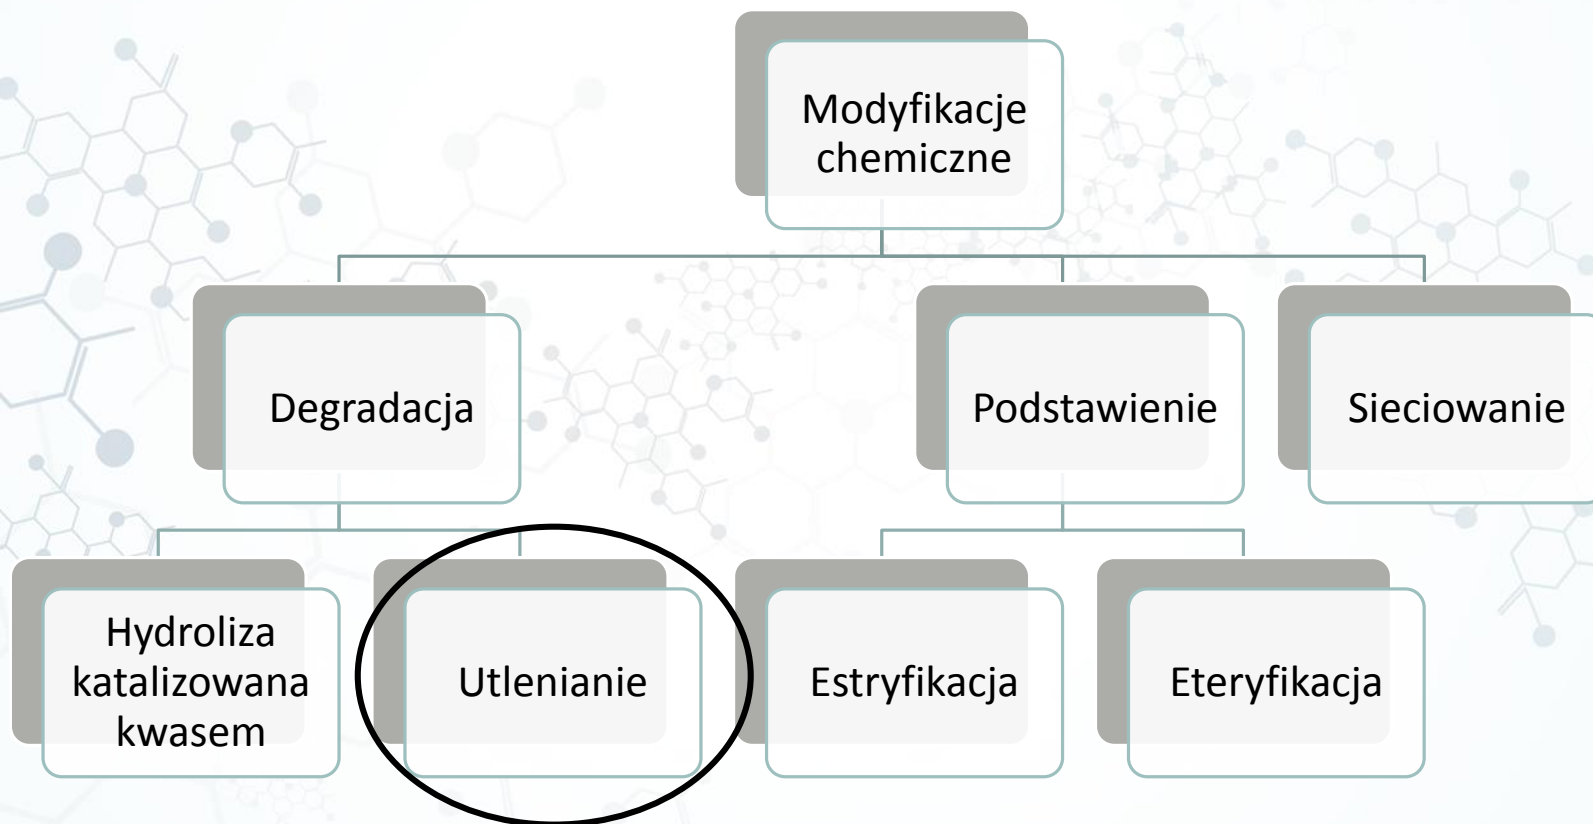 Modyfikacje
chemiczne
Degradacja
Podstawienie
Sieciowanie
Hydroliza
katalizowana
kwasem
Utlenianie
Estryfikacja
Eteryfikacja